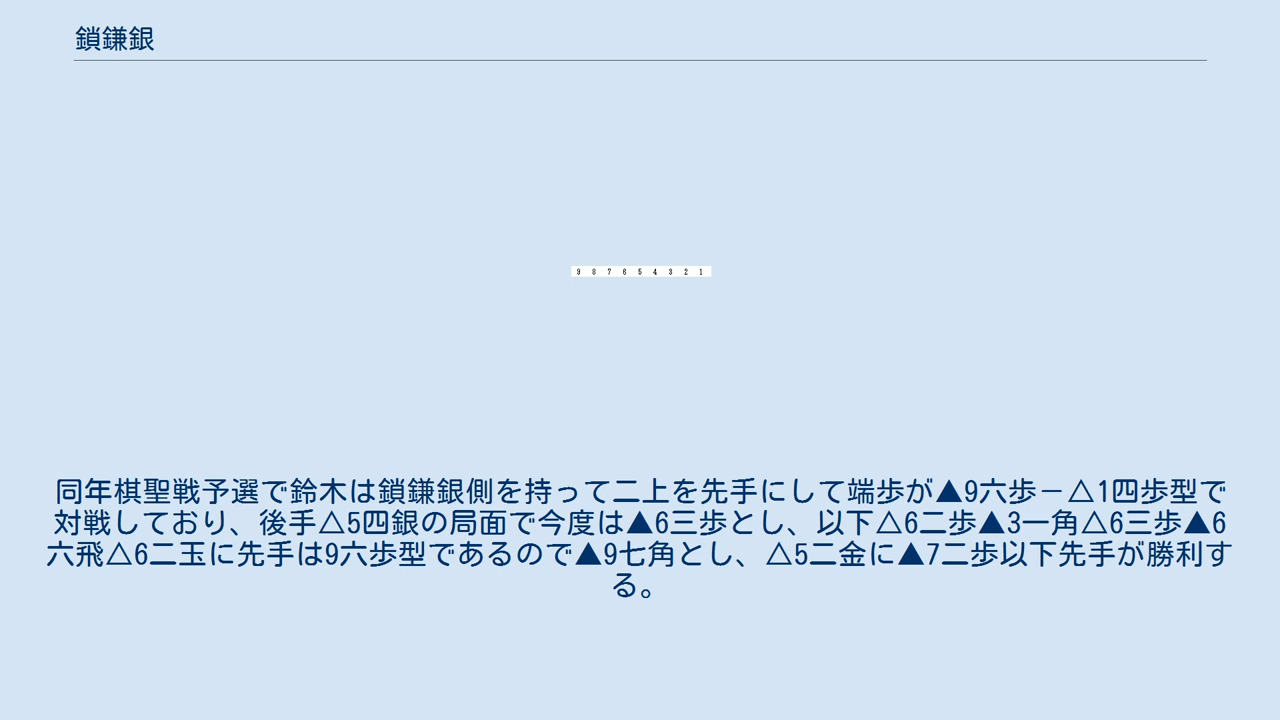 鎖鎌銀
9 8 7 6 5 4 3 2 1
同年棋聖戦予選で鈴木は鎖鎌銀側を持って二上を先手にして端歩が▲9六歩－△1四歩型で
対戦しており、後手△5四銀の局面で今度は▲6三歩とし、以下△6二歩▲3一角△6三歩▲6
六飛△6二玉に先手は9六歩型であるので▲9七角とし、△5二金に▲7二歩以下先手が勝利す
る。